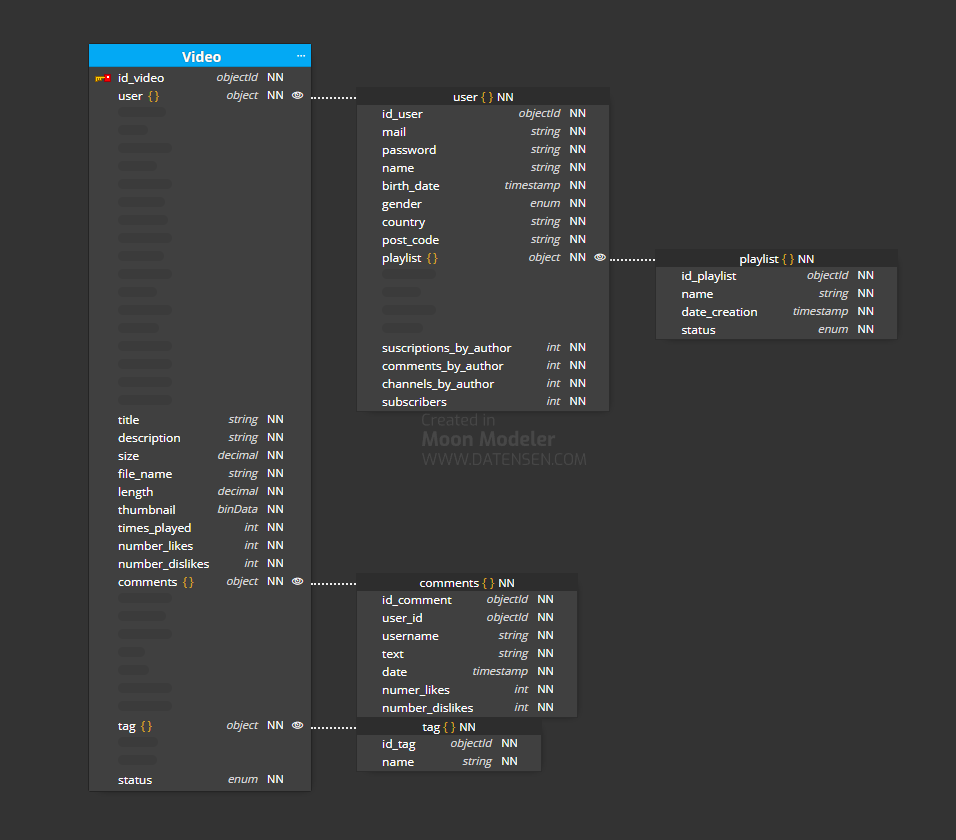 Video ...
id_video objectId NN
user { } object NN
user { } NN
id_user objectId NN
mail string NN
password string NN
name string NN
birth_date timestamp NN
gender enum NN
country string NN
post_code string NN
playlist { } object NN
playlist { } NN
id_playlist objectId NN
name string NN
date_creation timestamp NN
status enum NN
suscriptions_by_author int NN
comments_by_author int NN
channels_by_author int NN
subscribers int NN
Created in
Moon Modeler
WWW.DATENSEN.COM
title string NN
description string NN
size decimal NN
file_name string NN
length decimal NN
thumbnail binData NN
times_played int NN
number_likes int NN
number_dislikes int NN
comments { } object NN
comments { } NN
id_comment objectId NN
user_id objectId NN
username string NN
text string NN
date timestamp NN
numer_likes int NN
number_dislikes int NN
tag { } object NN
tag { } NN
id_tag objectId NN
name string NN
status enum NN